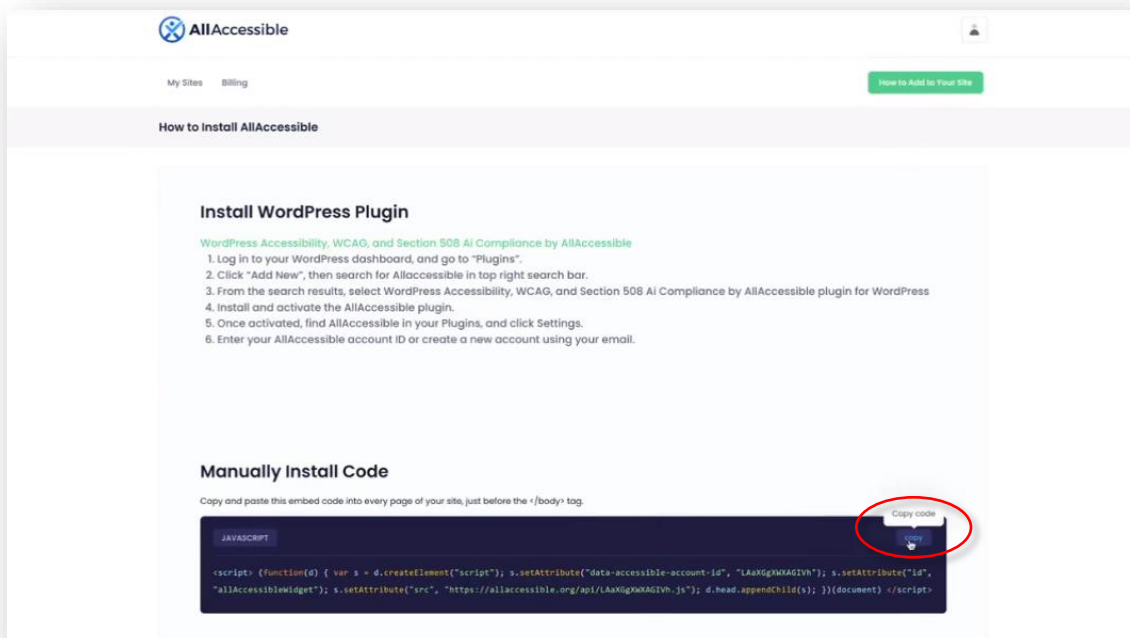 AllAccessible
My Sites Billing
How to Add to Your Site
How to Install AllAccessible
Install WordPress Plugin
WordPress Accessibility, WCAG, and Section 508 Ai Compliance by AllAccessible
1. Log in to your WordPress dashboard, and go to “Plugins”.
2. Click “Add New”, then search for Allaccessible in top right search bar.
3. From the search results, select WordPress Accessibility, WCAG, and Section 508 Ai Compliance by AllAccessible plugin for WordPress
4. Install and activate the AllAccessible plugin.
5. Once activated, find AllAccessible in your Plugins, and click Settings.
6. Enter your AllAccessible account ID or create a new account using your email.
Manually Install Code
Copy and paste this embed code into every page of your site, just before the </body> tag.
Copy code
JAVASCRIPT
copy
<script> (function(d) { var s = d.createElement("script"); s.setAttribute("data-accessible-account-id", "LAaXGgXWXAGIVh"); s.setAttribute("id",
"allAccessibleWidget"); s.setAttribute("src", "https://allaccessible.org/api/LAaXGgXWXAGIVh.js"); d.head.appendChild(s); })(document) </script>